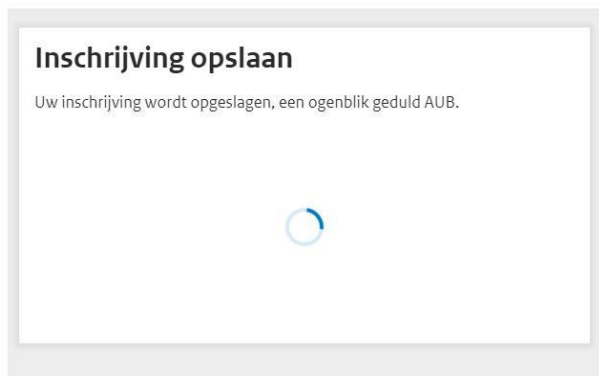 Inschrijving opslaan
Uw inschrijving wordt opgeslagen, een ogenblik geduld AUB.